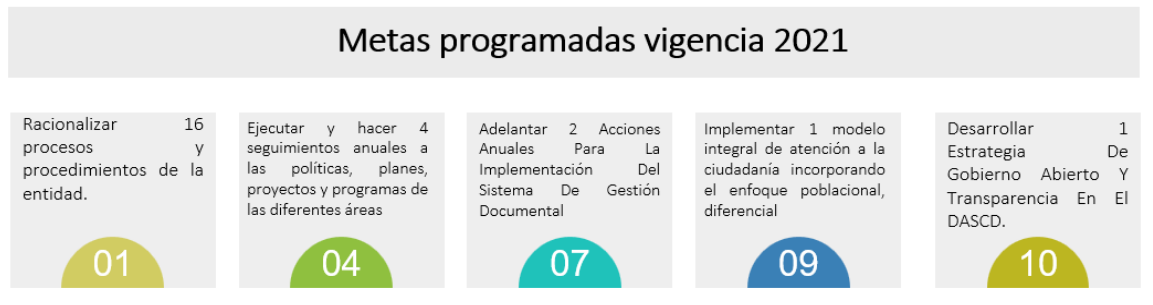 Metas programadas vigencia 2021
Racionalizar 16
procesos y
procedimientos de la
entidad.
01
Ejecutar y hacer 4
seguimientos anuales a
las políticas, planes,
proyectos y programas de
las diferentes áreas
04
Adelantar 2 Acciones
Anuales Para La
Implementación Del
Sistema De Gestión
Documental
07
Implementar 1 modelo
integral de atención a la
ciudadanía incorporando
el enfoque poblacional,
diferencial
09
Desarrollar 1
Estrategia De
Gobierno Abierto Y
Transparencia En El
DASCD.
10